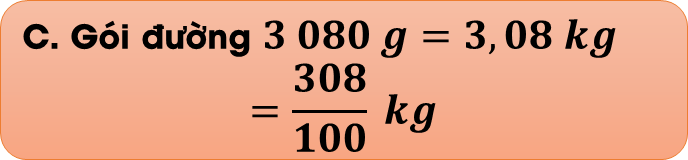 C. Gói đường 3 080 g = 3,08 kg
= 308/100 kg